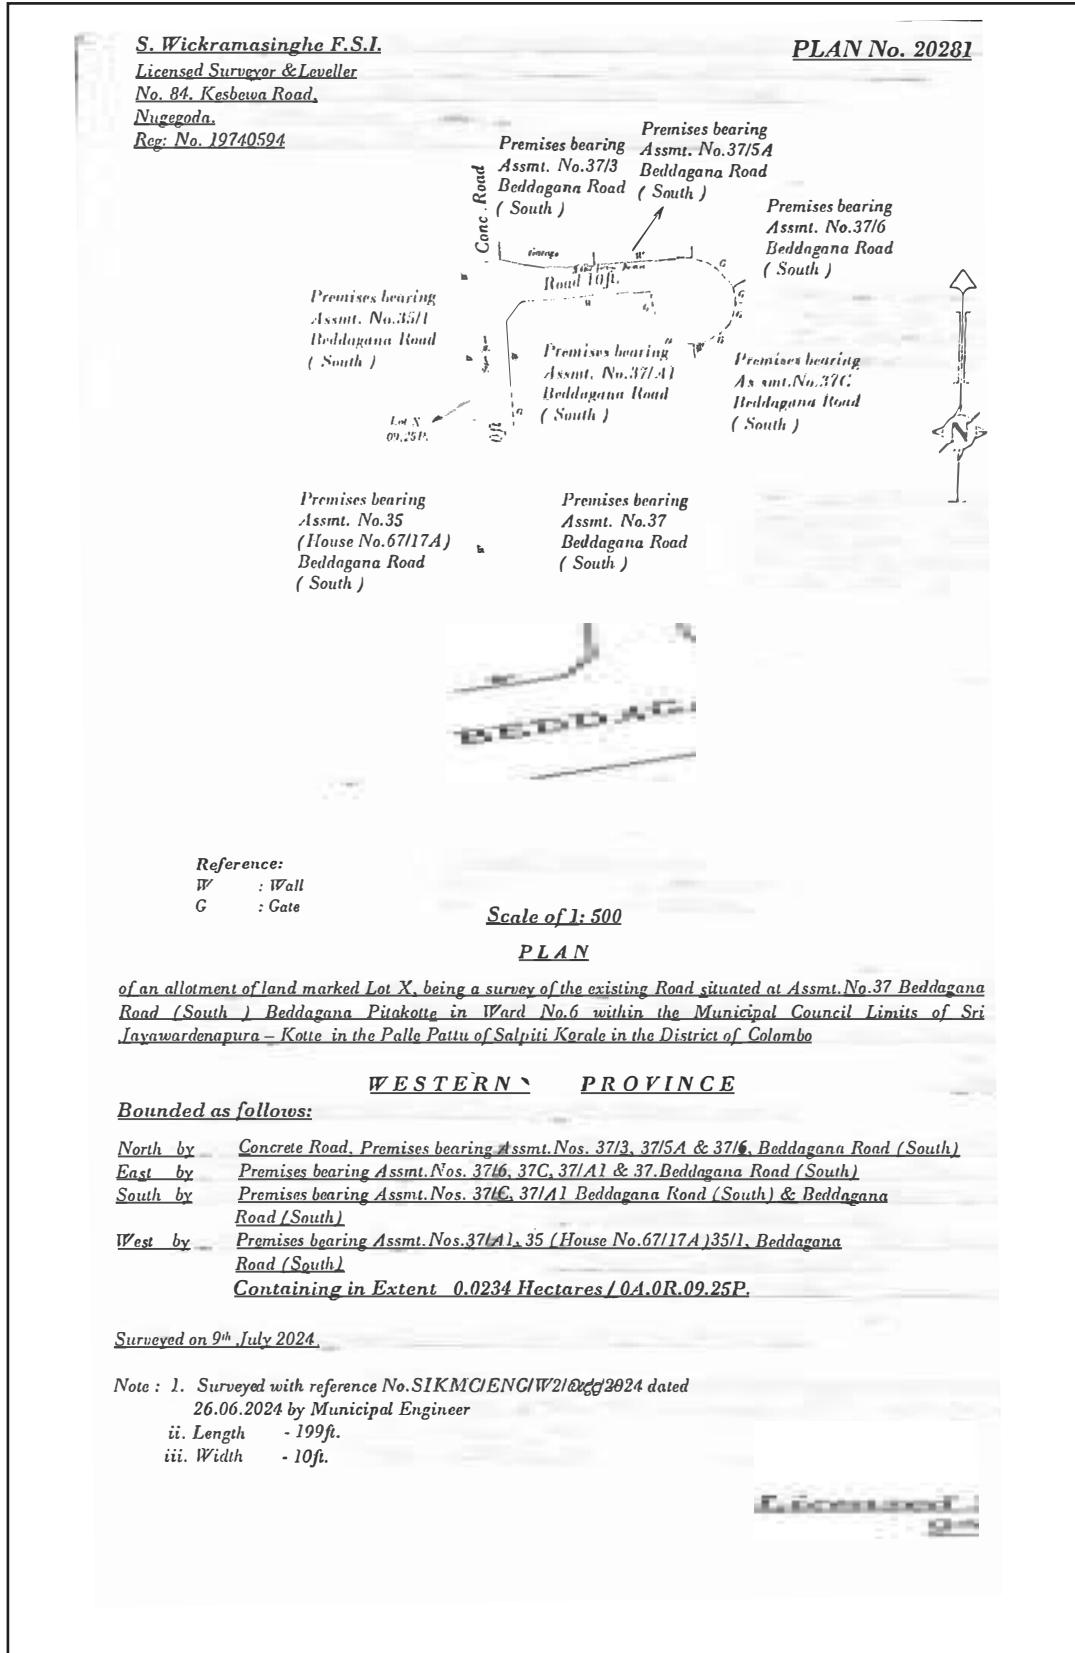 S. Wickramasinghe F.S.I.
Licensed Surveyor & Leveller
No. 84. Kesbewa Road,
Nugegoda.
Reg: No. 19740594
PLAN No. 20281
Premises bearing
Assmt. No.37/3
Beddagana Road
( South )
Premises bearing
Assmt. No.37/5A
Beddagana Road
( South )
Premises bearing
Assmt. No.37/6
Beddagana Road
( South )
Conc. Road
Road 10ft.
W
G
Premises bearing
Assmt. No.35/1
Beddagana Road
( South )
Premises bearing
Assmt. No.37/A1
Beddagana Road
( South )
Premises bearing
Assmt.No.37C
Beddagana Road
( South )
Lot X
09.25P.
0ft
N
Premises bearing
Assmt. No.35
(House No.67/17A)
Beddagana Road
( South )
Premises bearing
Assmt. No.37
Beddagana Road
( South )
BEDDAG
Reference:
W : Wall
G : Gate
Scale of 1: 500
PLAN
of an allotment of land marked Lot X, being a survey of the existing Road situated at Assmt.No.37 Beddagana
Road (South ) Beddagana Pitakotte in Ward No.6 within the Municipal Council Limits of Sri
Jayawardenapura – Kotte in the Palle Pattu of Salpiti Korale in the District of Colombo
WESTERN PROVINCE
Bounded as follows:
North by Concrete Road, Premises bearing Assmt.Nos. 37/3, 37/5A & 37/6, Beddagana Road (South)
East by Premises bearing Assmt.Nos. 37/6, 37C, 37/A1 & 37.Beddagana Road (South)
South by Premises bearing Assmt.Nos. 37/C, 37/A1 Beddagana Road (South) & Beddagana
Road (South)
West by Premises bearing Assmt.Nos.37/A1, 35 (House No.67/17A)35/1, Beddagana
Road (South)
Containing in Extent 0.0234 Hectares / 0A.0R.09.25P.
Surveyed on 9th July 2024.
Note : 1. Surveyed with reference No.SIKMC/ENG/W2/ /2024 dated
26.06.2024 by Municipal Engineer
ii. Length - 199ft.
iii. Width - 10ft.
Licensed